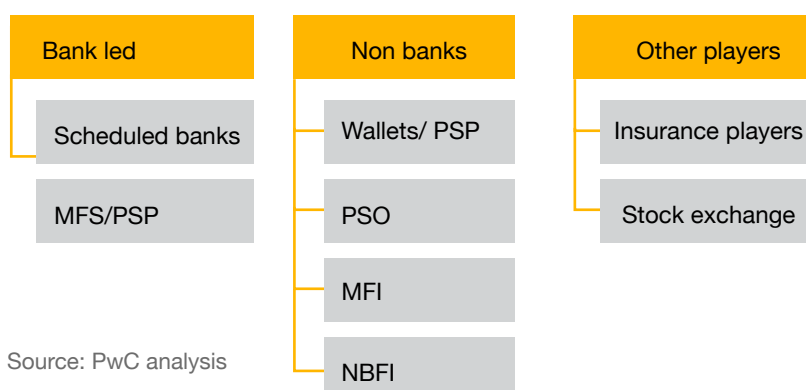 Bank led
Scheduled banks
MFS/PSP
Non banks
Wallets/ PSP
PSO
MFI
NBFI
Other players
Insurance players
Stock exchange
Source: PwC analysis